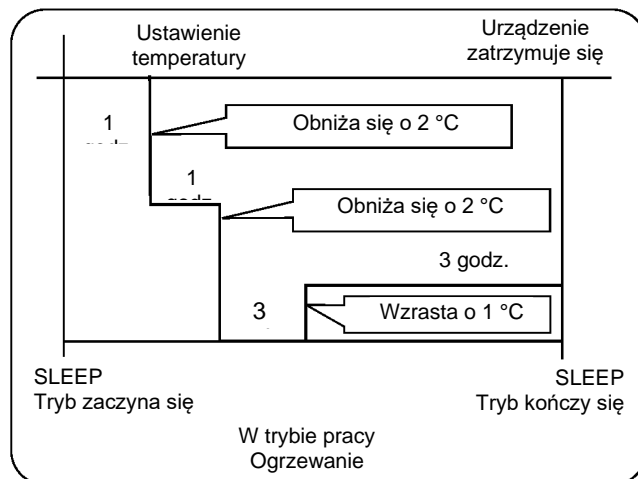 Ustawienie
temperatury
Urządzenie
zatrzymuje się
1
Obniża się o 2 °C
1
Obniża się o 2 °C
3 godz.
3
Wzrasta o 1 °C
SLEEP
Tryb zaczyna się
SLEEP
Tryb kończy się
W trybie pracy
Ogrzewanie